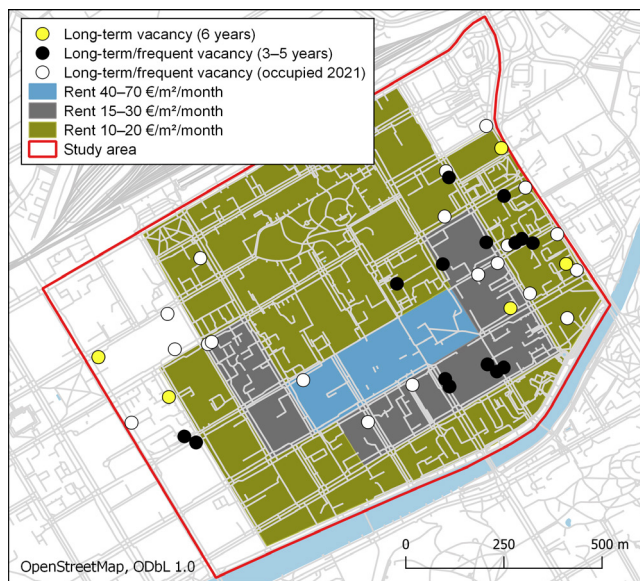 Long-term vacancy (6 years)
Long-term/frequent vacancy (3–5 years)
Long-term/frequent vacancy (occupied 2021)
Rent 40–70 €/m²/month
Rent 15–30 €/m²/month
Rent 10–20 €/m²/month
Study area
OpenStreetMap, ODbL 1.0
0 250 500 m